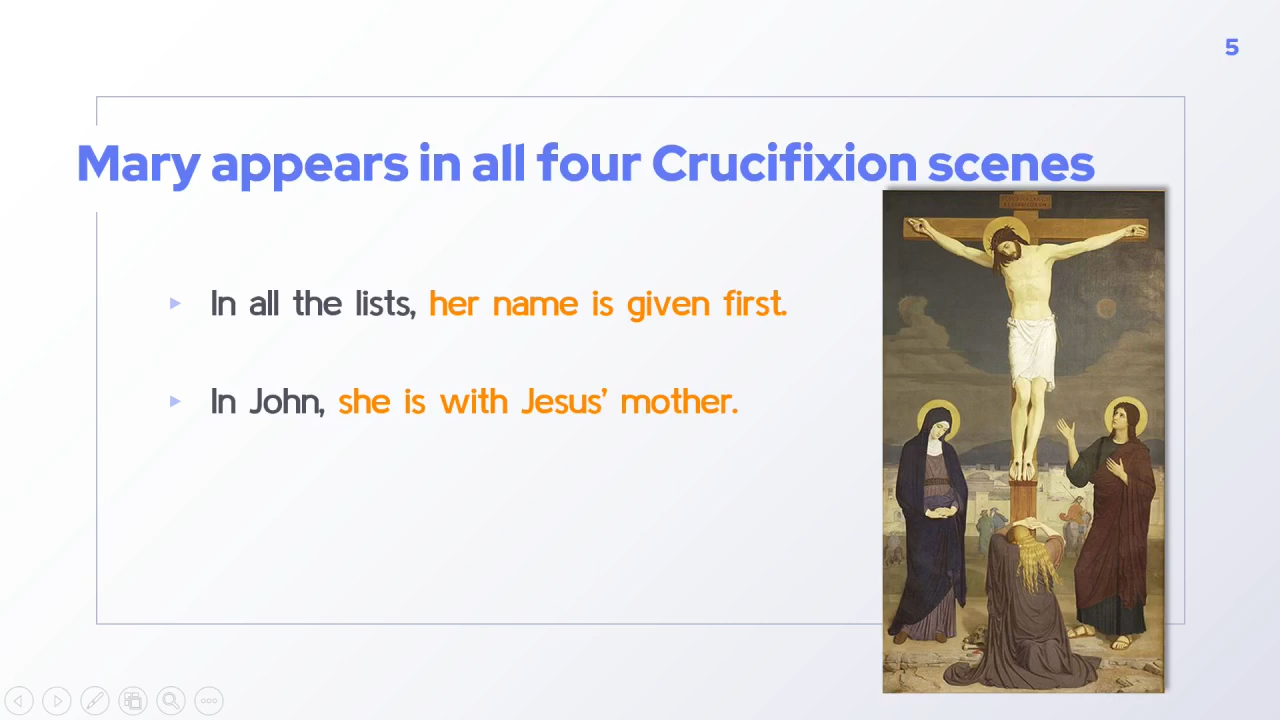 5
Mary appears in all four Crucifixion scenes
In all the lists, her name is given first.
In John, she is with Jesus’ mother.